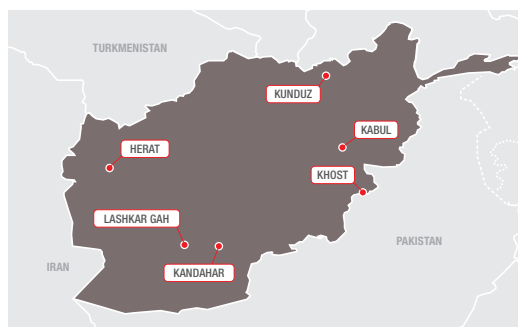 TURKMENISTAN
KUNDUZ
KABUL
HERAT
KHOST
LASHKAR GAH
PAKISTAN
IRAN
KANDAHAR